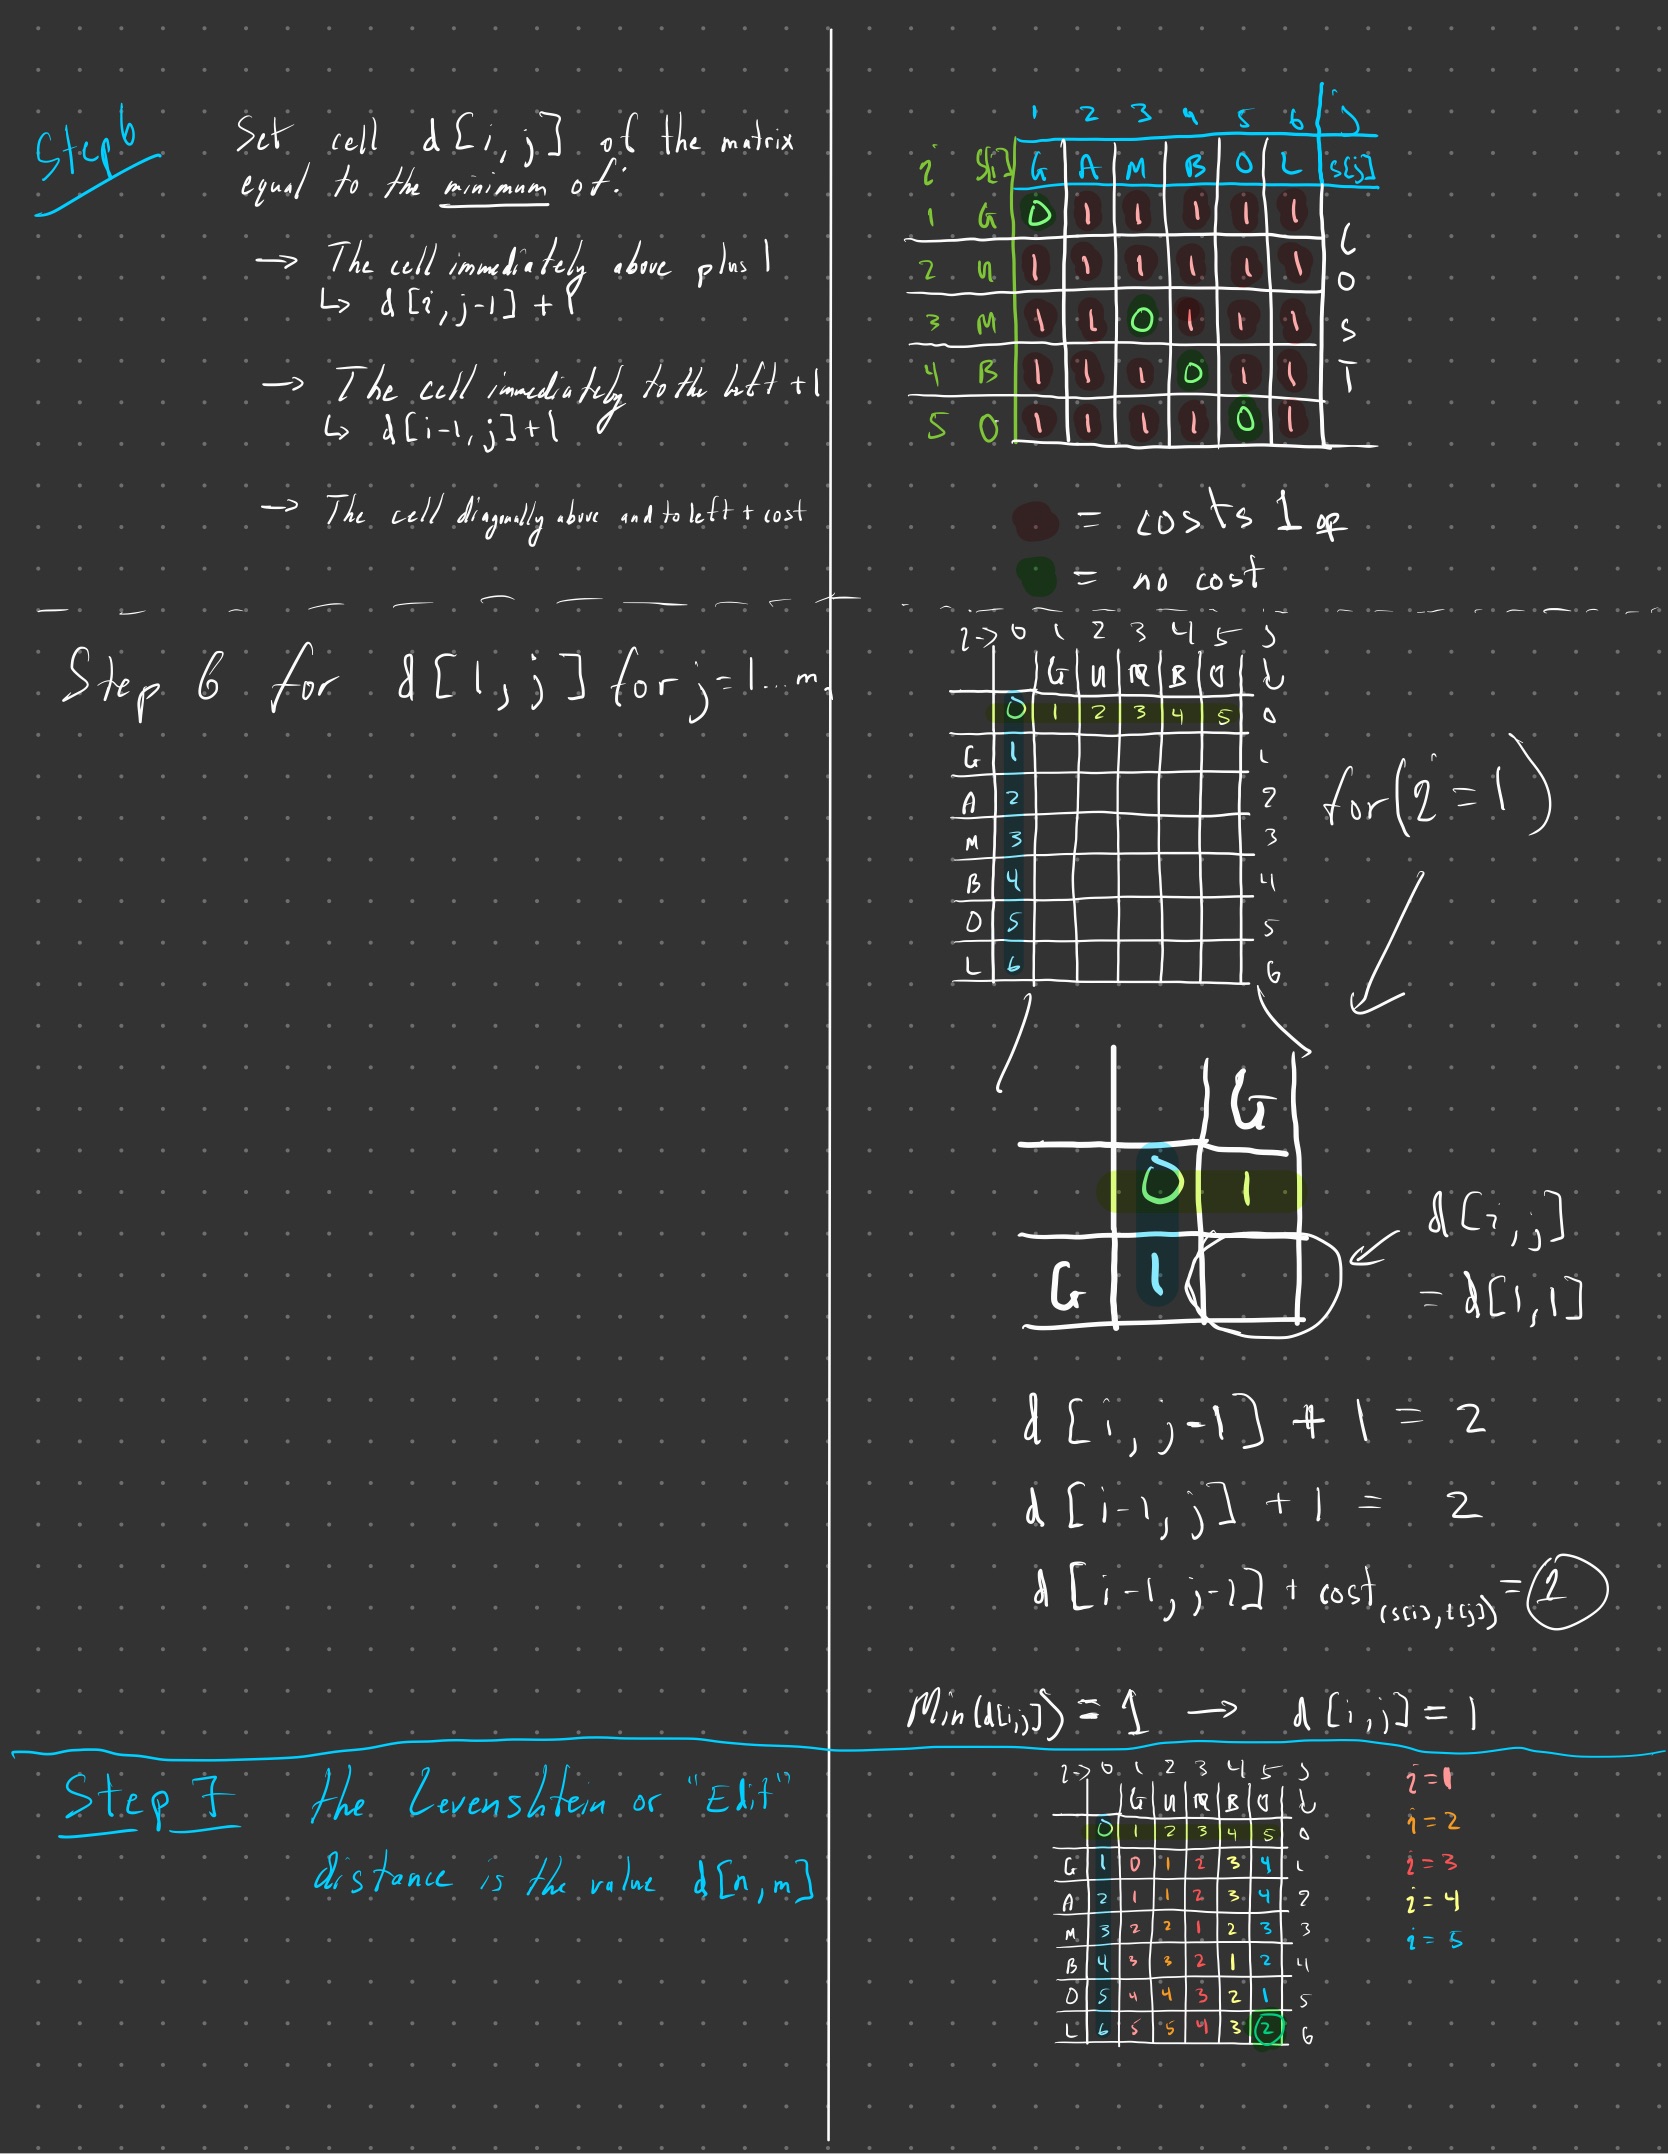 Step 6
Set cell d[i, j] of the matrix
equal to the minimum of:
→ The cell immediately above plus 1
↳ d[i, j-1] + 1
→ The cell immediately to the left +1
↳ d[i-1, j]+1
→ The cell diagonally above and to left + cost
1 2 3 4 5 6 j
i S[i] G A M B O L S[j]
1 G 0 1 1 1 1 1
2 U 1 1 1 1 1 1
3 M 1 1 0 1 1 1
4 B 1 1 1 0 1 1
5 O 1 1 1 1 0 1
COST
= costs 1 op
= no cost
Step 6 for d[1, j] for j=1...m.
i→ 0 1 2 3 4 5 j
G U M B O ↓
0 1 2 3 4 5 0
G 1 1
A 2 2
M 3 3
B 4 4
O 5 5
L 6 6
for(i=1)
G
0 1
G 1
d[i, j]
= d[1,1]
d[i, j-1] + 1 = 2
d[i-1, j] + 1 = 2
d[i-1, j-1] + cost(s[i], t[j]) = 1
Min(d[i,j]) = 1 → d[i,j] = 1
Step 7 the Levenshtein or "Edit"
distance is the value d[n, m]
i→ 0 1 2 3 4 5 j
G U M B O ↓
0 1 2 3 4 5 0
G 1 0 1 2 3 4 1
A 2 1 1 2 3 4 2
M 3 2 2 1 2 3 3
B 4 3 3 2 1 2 4
O 5 4 4 3 2 1 5
L 6 5 5 4 3 2 6
i=1
i=2
i=3
i=4
i=5